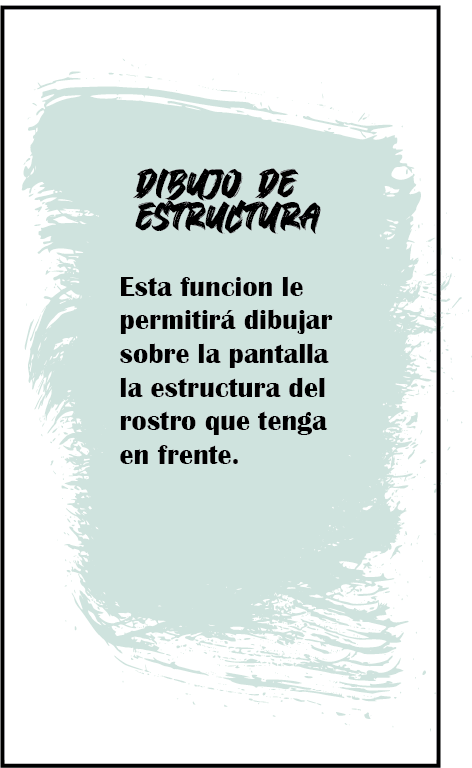 DIBUJO DE
ESTRUCTURA
Esta funcion le
permitirá dibujar
sobre la pantalla
la estructura del
rostro que tenga
en frente.